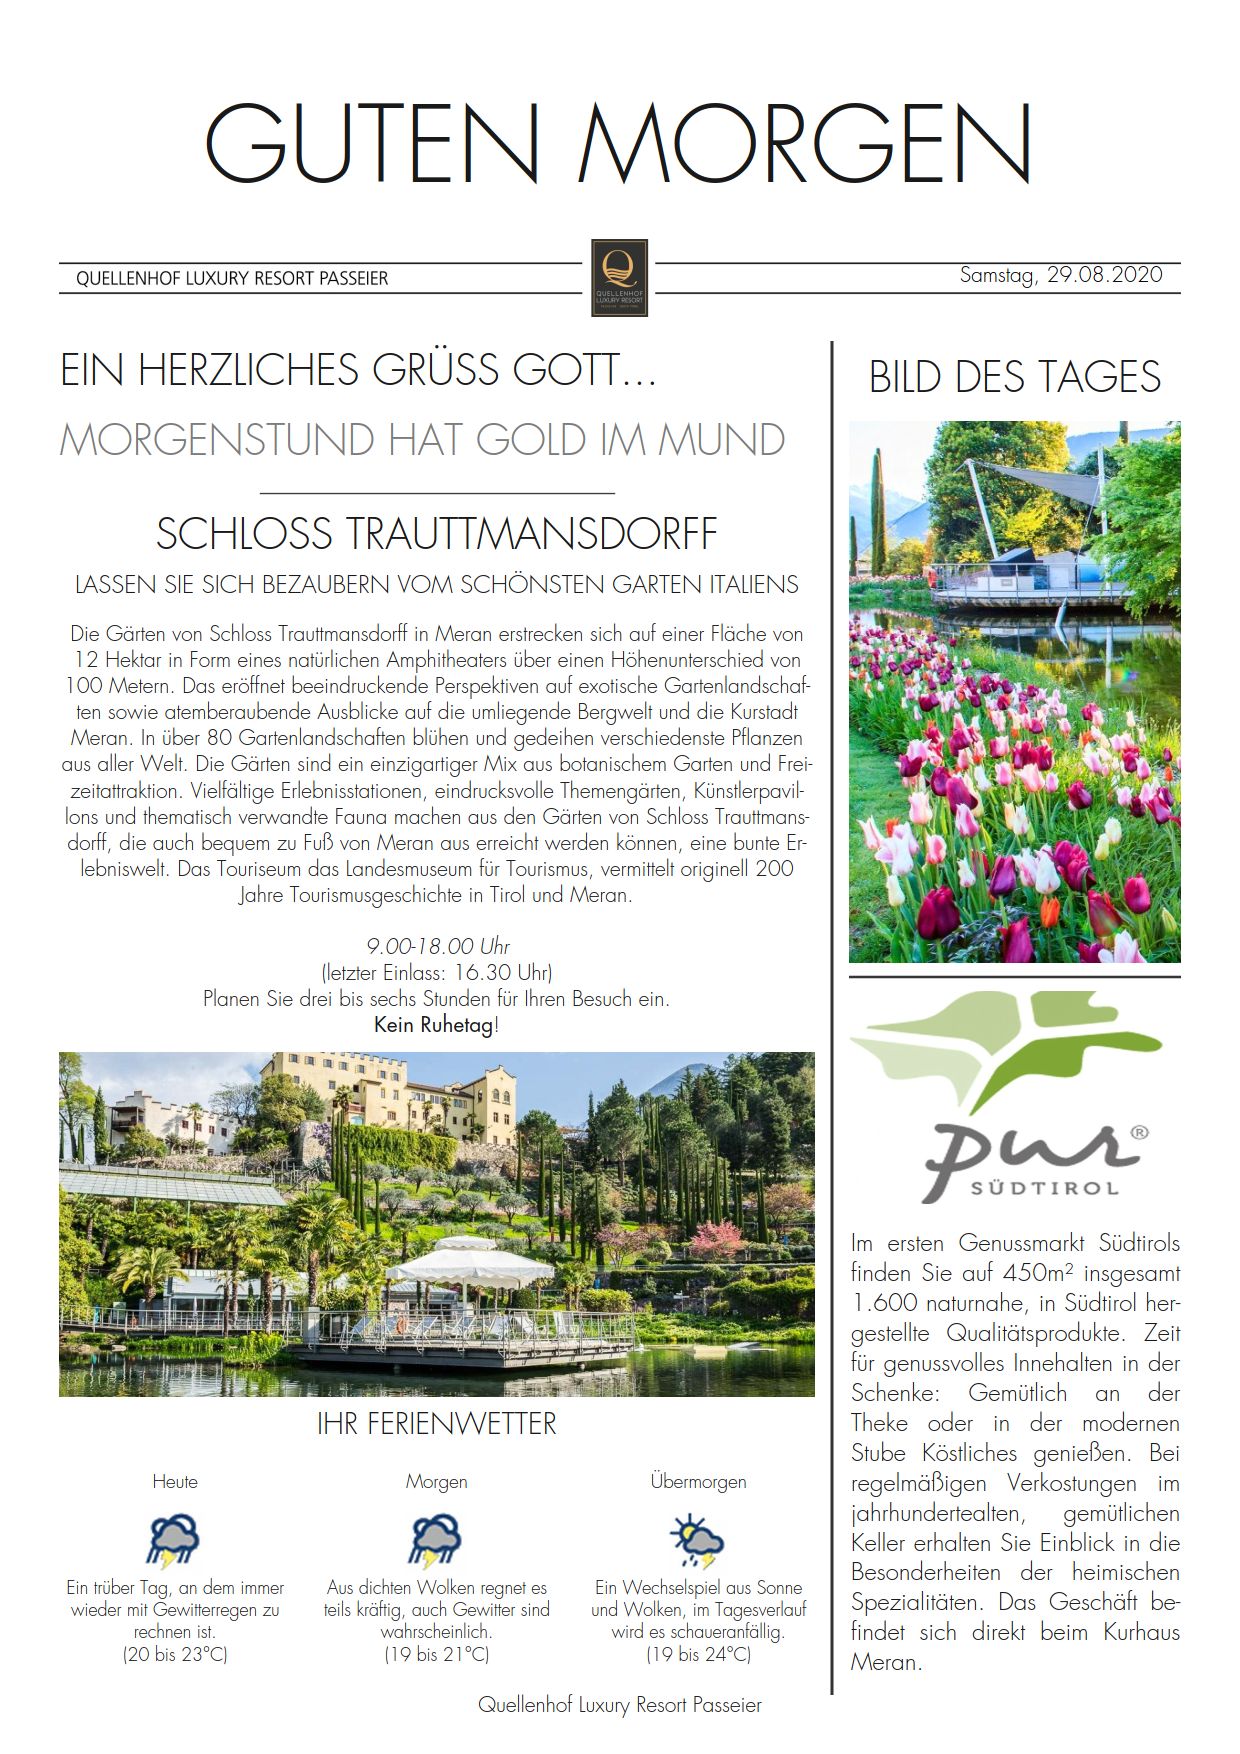 GUTEN MORGEN
QUELLENHOF LUXURY RESORT PASSEIER
QUELLENHOF
LUXURY RESORT
Samstag, 29.08.2020
EIN HERZLICHES GRÜSS GOTT...
MORGENSTUND HAT GOLD IM MUND
SCHLOSS TRAUTTMANSDORFF
LASSEN SIE SICH BEZAUBERN VOM SCHÖNSTEN GARTEN ITALIENS
Die Gärten von Schloss Trauttmansdorff in Meran erstrecken sich auf einer Fläche von
12 Hektar in Form eines natürlichen Amphitheaters über einen Höhenunterschied von
100 Metern. Das eröffnet beeindruckende Perspektiven auf exotische Gartenlandschaf-
ten sowie atemberaubende Ausblicke auf die umliegende Bergwelt und die Kurstadt
Meran. In über 80 Gartenlandschaften blühen und gedeihen verschiedenste Pflanzen
aus aller Welt. Die Gärten sind ein einzigartiger Mix aus botanischem Garten und Frei-
zeitattraktion. Vielfältige Erlebnisstationen, eindrucksvolle Themengärten, Künstlerpavil-
lons und thematisch verwandte Fauna machen aus den Gärten von Schloss Trauttmans-
dorff, die auch bequem zu Fuß von Meran aus erreicht werden können, eine bunte Er-
lebniswelt. Das Touriseum das Landesmuseum für Tourismus, vermittelt originell 200
Jahre Tourismusgeschichte in Tirol und Meran.
9.00-18.00 Uhr
(letzter Einlass: 16.30 Uhr)
Planen Sie drei bis sechs Stunden für Ihren Besuch ein.
Kein Ruhetag!
IHR FERIENWETTER
Heute
Ein trüber Tag, an dem immer
wieder mit Gewitterregen zu
rechnen ist.
(20 bis 23°C)
Morgen
Aus dichten Wolken regnet es
teils kräftig, auch Gewitter sind
wahrscheinlich.
(19 bis 21°C)
Übermorgen
Ein Wechselspiel aus Sonne
und Wolken, im Tagesverlauf
wird es schaueranfällig.
(19 bis 24°C)
BILD DES TAGES
pur®
SÜDTIROL
Im ersten Genussmarkt Südtirols
finden Sie auf 450m² insgesamt
1.600 naturnahe, in Südtirol her-
gestellte Qualitätsprodukte. Zeit
für genussvolles Innehalten in der
Schenke: Gemütlich an der
Theke oder in der modernen
Stube Köstliches genießen. Bei
regelmäßigen Verkostungen im
jahrhundertealten, gemütlichen
Keller erhalten Sie Einblick in die
Besonderheiten der heimischen
Spezialitäten. Das Geschäft be-
findet sich direkt beim Kurhaus
Meran.
Quellenhof Luxury Resort Passeier